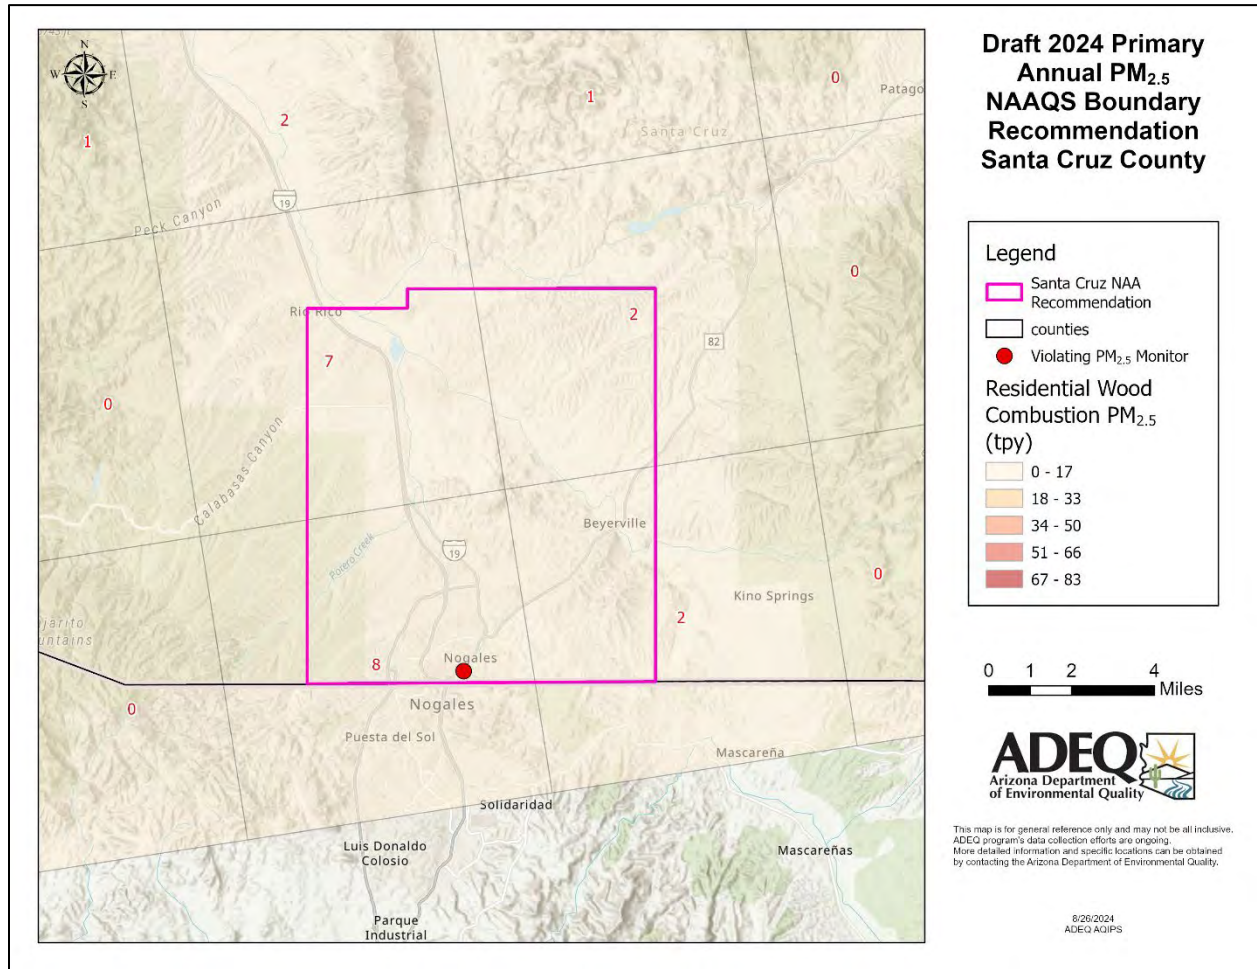 Draft 2024 Primary
Annual PM2.5
NAAQS Boundary
Recommendation
Santa Cruz County
Legend
Santa Cruz NAA
Recommendation
counties
Violating PM2.5 Monitor
Residential Wood
Combustion PM2.5
(tpy)
0 - 17
18 - 33
34 - 50
51 - 66
67 - 83
0 1 2 4
Miles
ADEQ
Arizona Department
of Environmental Quality
This map is for general reference only and may not be all inclusive.
ADEQ program's data collection efforts are ongoing.
More detailed information and specific locations can be obtained
by contacting the Arizona Department of Environmental Quality.
8/26/2024
ADEQ AQIPS
N
W E
S
0
Patago
1
2
Santa Cruz
1
19
Peck Canyon
0
Rio Rico
2
82
7
0
Calabasas Canyon
Beyerville
19
Potero Creek
0
Kino Springs
2
ajarito
untains
Nogales
8
0
Nogales
Puesta del Sol
Mascareña
Solidaridad
Luis Donaldo
Colosio
Mascareñas
Parque
Industrial